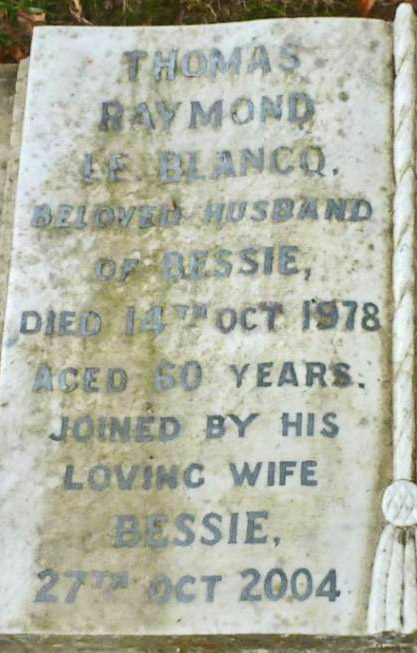 THOMAS
RAYMOND
LE BLANCQ.
BELOVED HUSBAND
OF BESSIE,
DIED 14TH OCT 1978
AGED 60 YEARS.
JOINED BY HIS
LOVING WIFE
BESSIE,
27TH OCT 2004